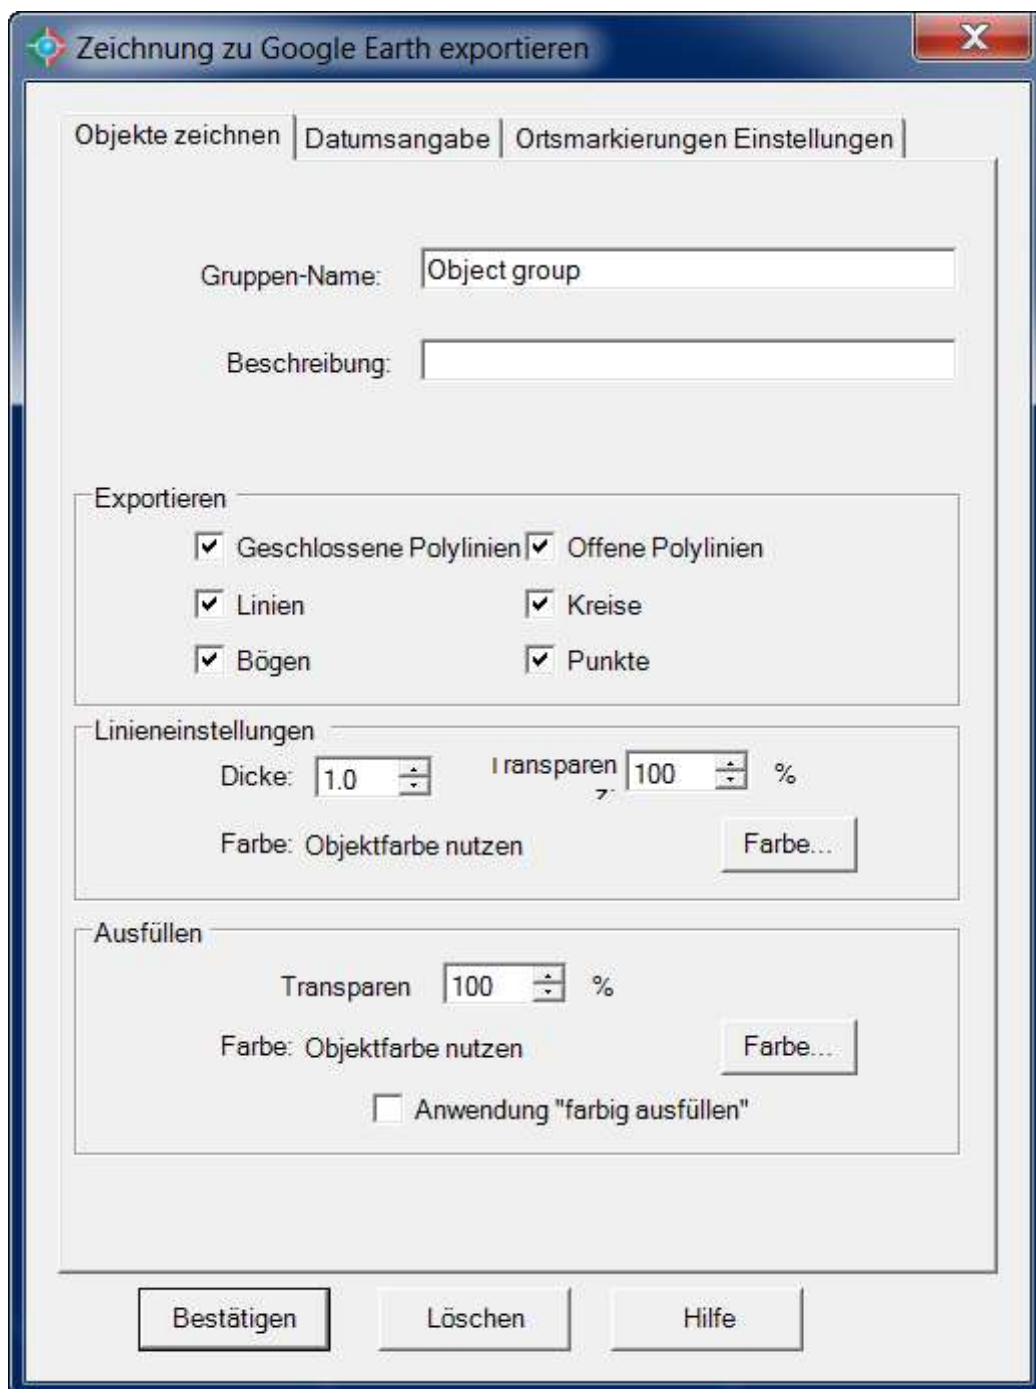 Zeichnung zu Google Earth exportieren
Objekte zeichnen Datumsangabe Ortsmarkierungen Einstellungen
Gruppen-Name: Object group
Beschreibung:
Exportieren
Geschlossene Polylinien Offene Polylinien
Linien Kreise
Bögen Punkte
Linieneinstellungen
Dicke: 1.0 Transparenz: 100 %
Farbe: Objektfarbe nutzen Farbe...
Ausfüllen
Transparen 100 %
Farbe: Objektfarbe nutzen Farbe...
Anwendung "farbig ausfüllen"
Bestätigen Löschen Hilfe